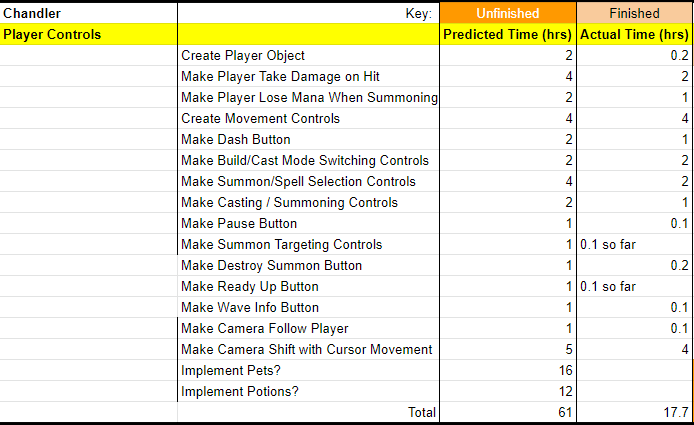 Chandler Key: Unfinished Finished
Player Controls Predicted Time (hrs) Actual Time (hrs)
Create Player Object 2 0.2
Make Player Take Damage on Hit 4 2
Make Player Lose Mana When Summoning 2 1
Create Movement Controls 4 4
Make Dash Button 2 1
Make Build/Cast Mode Switching Controls 2 2
Make Summon/Spell Selection Controls 4 2
Make Casting / Summoning Controls 2 1
Make Pause Button 1 0.1
Make Summon Targeting Controls 1 0.1 so far
Make Destroy Summon Button 1 0.2
Make Ready Up Button 1 0.1 so far
Make Wave Info Button 1 0.1
Make Camera Follow Player 1 0.1
Make Camera Shift with Cursor Movement 5 4
Implement Pets? 16
Implement Potions? 12
Total 61 17.7